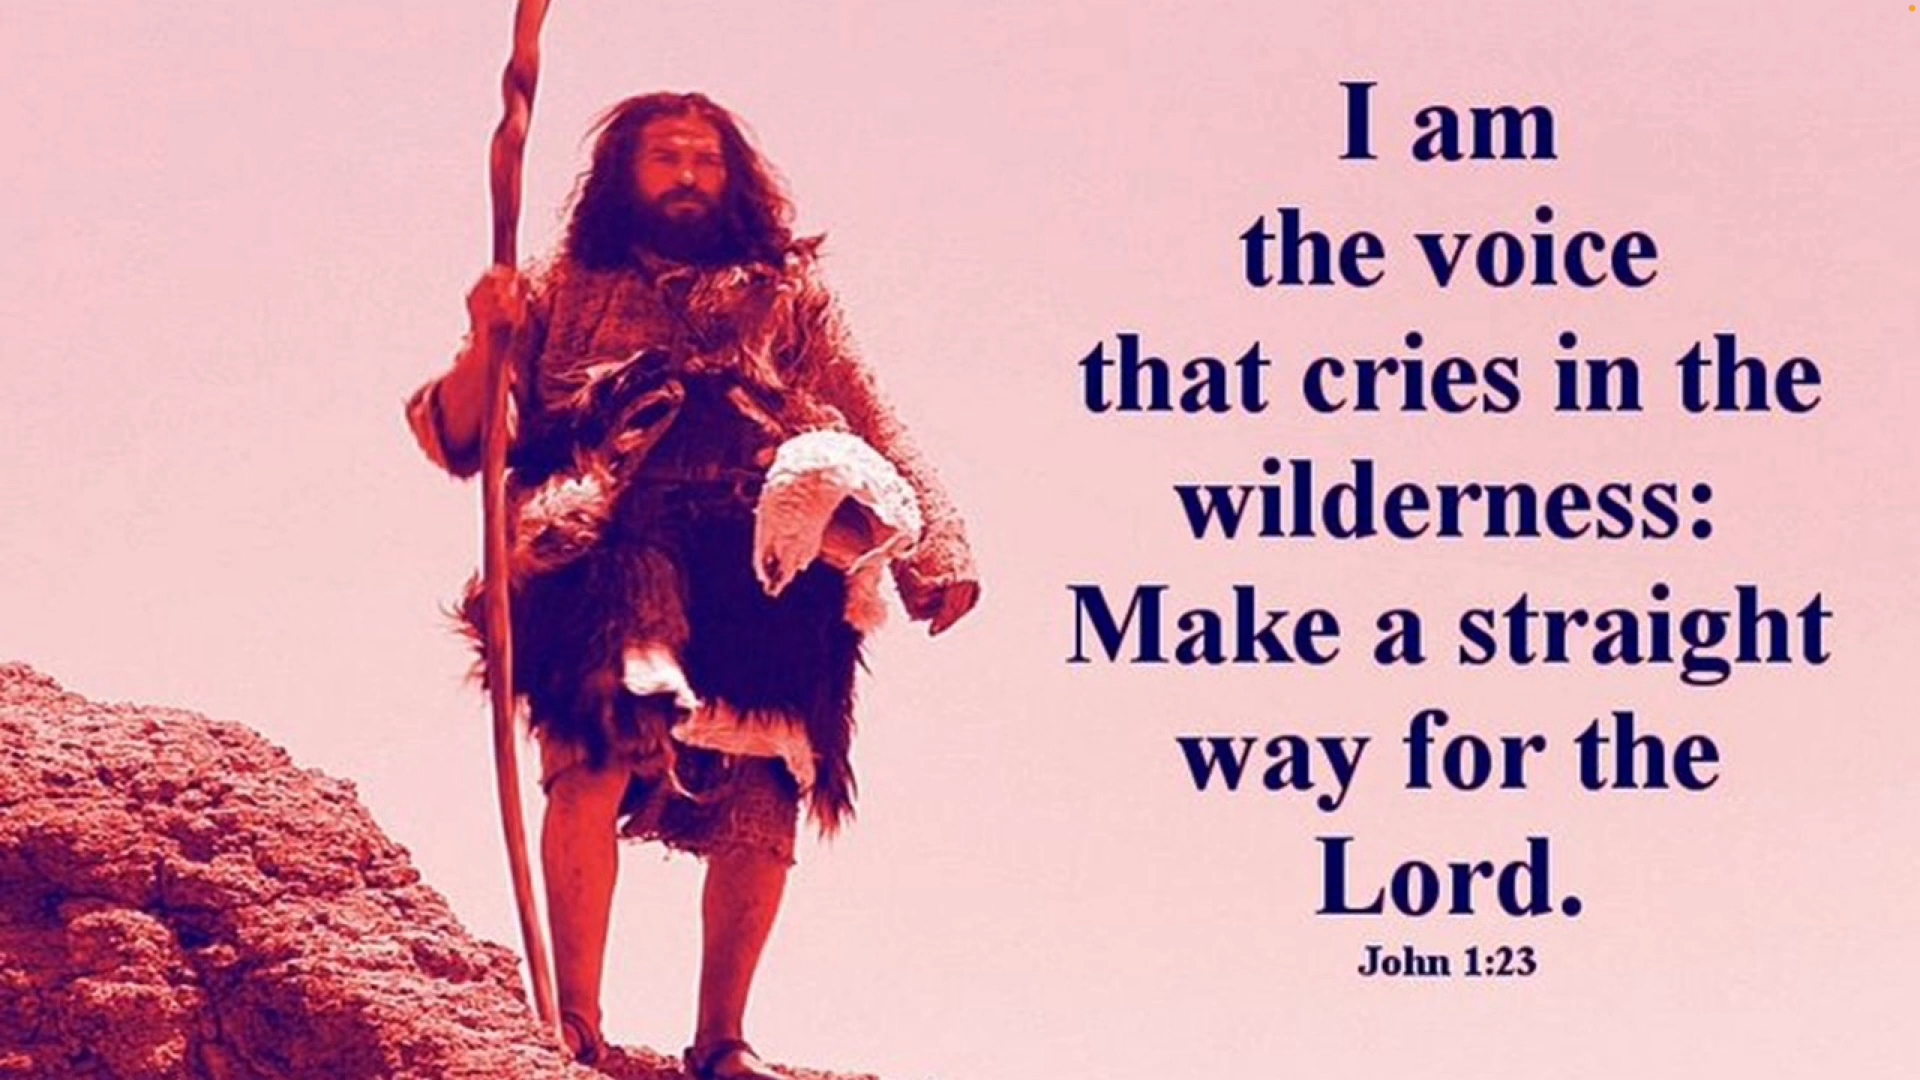 I am
the voice
that cries in the
wilderness:
Make a straight
way for the
Lord.
John 1:23